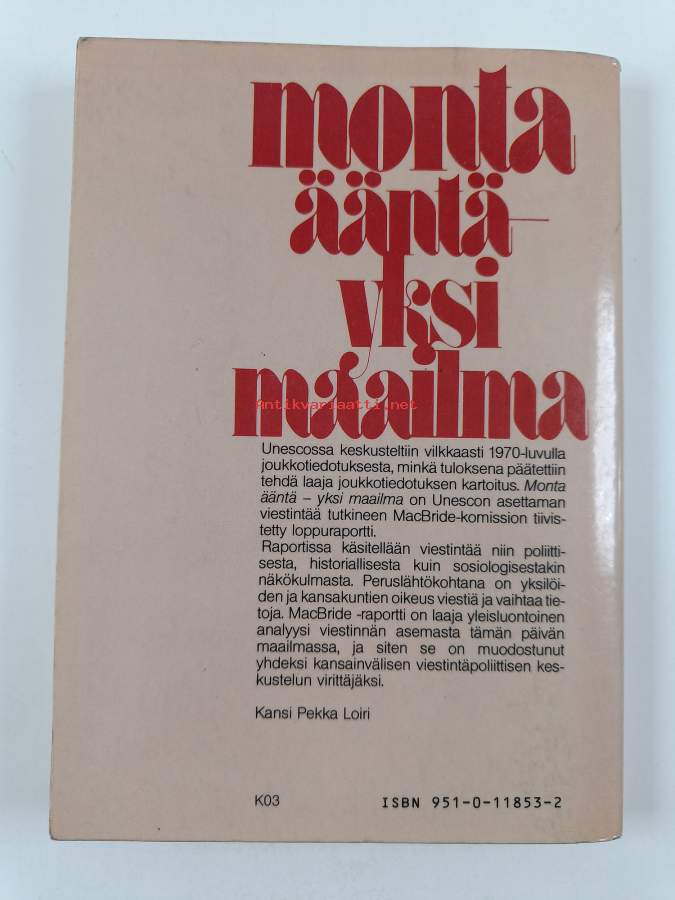 monta
ääntä—
yksi
maailma
Antikvariaatti.net
Unescossa keskusteltiin vilkkaasti 1970-luvulla
joukkotiedotuksesta, minkä tuloksena päätettiin
tehdä laaja joukkotiedotuksen kartoitus. Monta
ääntä – yksi maailma on Unescon asettaman
viestintää tutkineen MacBride-komission tiivis-
tetty loppuraportti.
Raportissa käsitellään viestintää niin poliitti-
sesta, historiallisesta kuin sosiologisestakin
näkökulmasta. Peruslähtökohtana on yksilöi-
den ja kansakuntien oikeus viestiä ja vaihtaa tie-
toja. MacBride -raportti on laaja yleisluontoinen
analyysi viestinnän asemasta tämän päivän
maailmassa, ja siten se on muodostunut
yhdeksi kansainvälisen viestintäpoliittisen kes-
kustelun virittäjäksi.
Kansi Pekka Loiri
K03 ISBN 951-0-11853-2